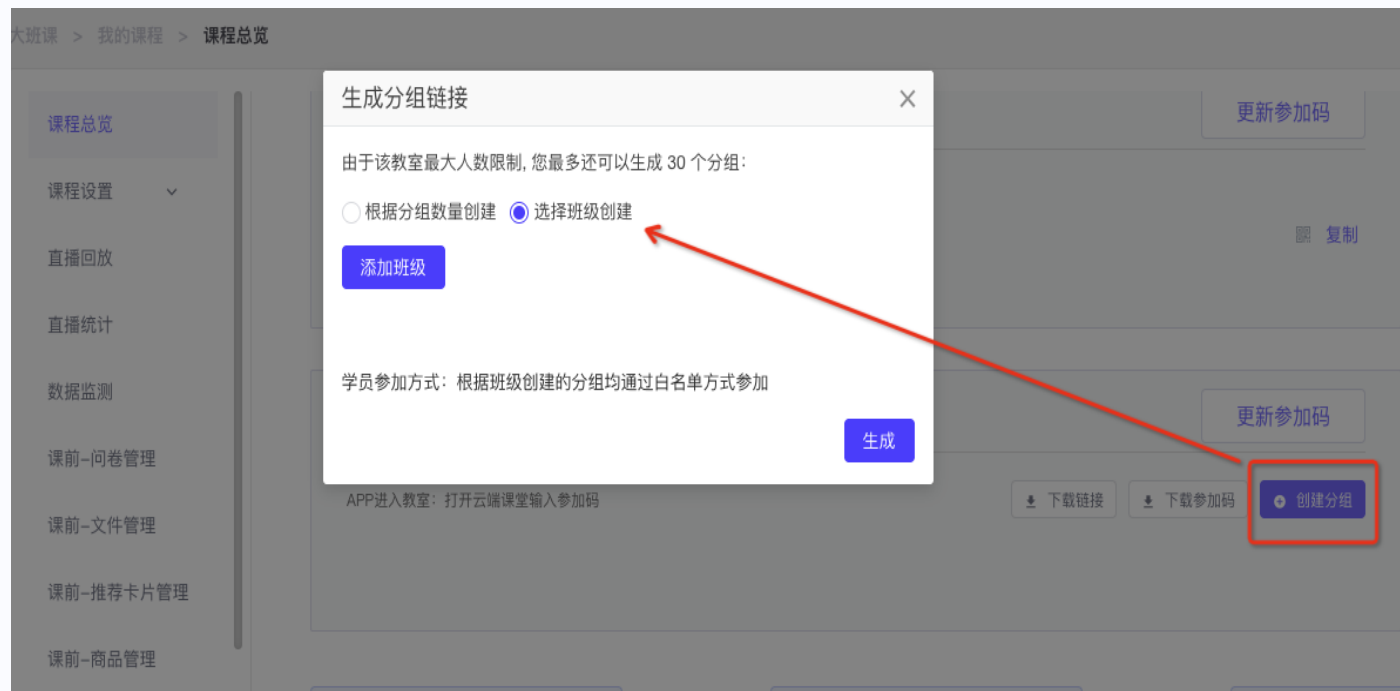 大班课 > 我的课程 > 课程总览
课程总览
课程设置
直播回放
直播统计
数据监测
课前–问卷管理
课前–文件管理
课前–推荐卡片管理
课前–商品管理
更新参加码
复制
生成分组链接
由于该教室最大人数限制, 您最多还可以生成 30 个分组:
根据分组数量创建 选择班级创建
添加班级
学员参加方式: 根据班级创建的分组均通过白名单方式参加
生成
更新参加码
APP进入教室: 打开云端课堂输入参加码
下载链接 下载参加码 创建分组